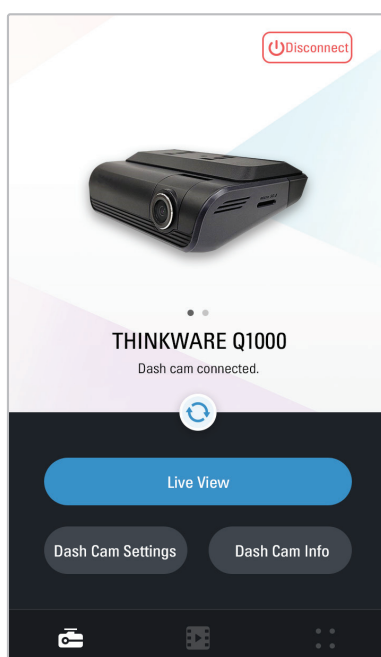 Disconnect
THINKWARE Q1000
Dash cam connected.
Live View
Dash Cam Settings
Dash Cam Info